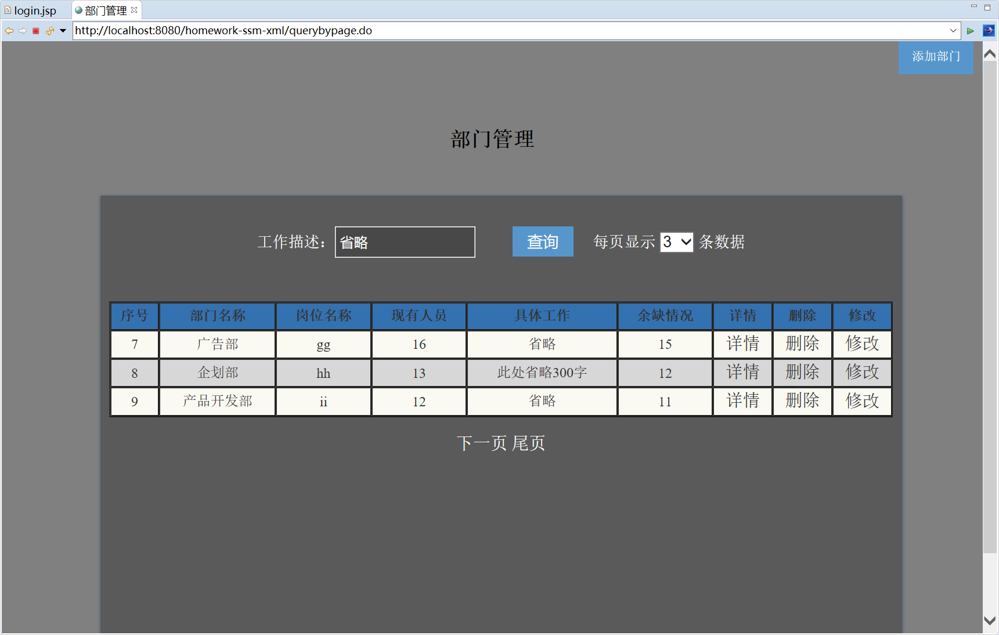 login.jsp 部门管理
http://localhost:8080/homework-ssm-xml/querybypage.do
添加部门
部门管理
工作描述： 省略 查询 每页显示 3 条数据
序号 部门名称 岗位名称 现有人员 具体工作 余缺情况 详情 删除 修改
7 广告部 gg 16 省略 15 详情 删除 修改
8 企划部 hh 13 此处省略300字 12 详情 删除 修改
9 产品开发部 ii 12 省略 11 详情 删除 修改
下一页 尾页